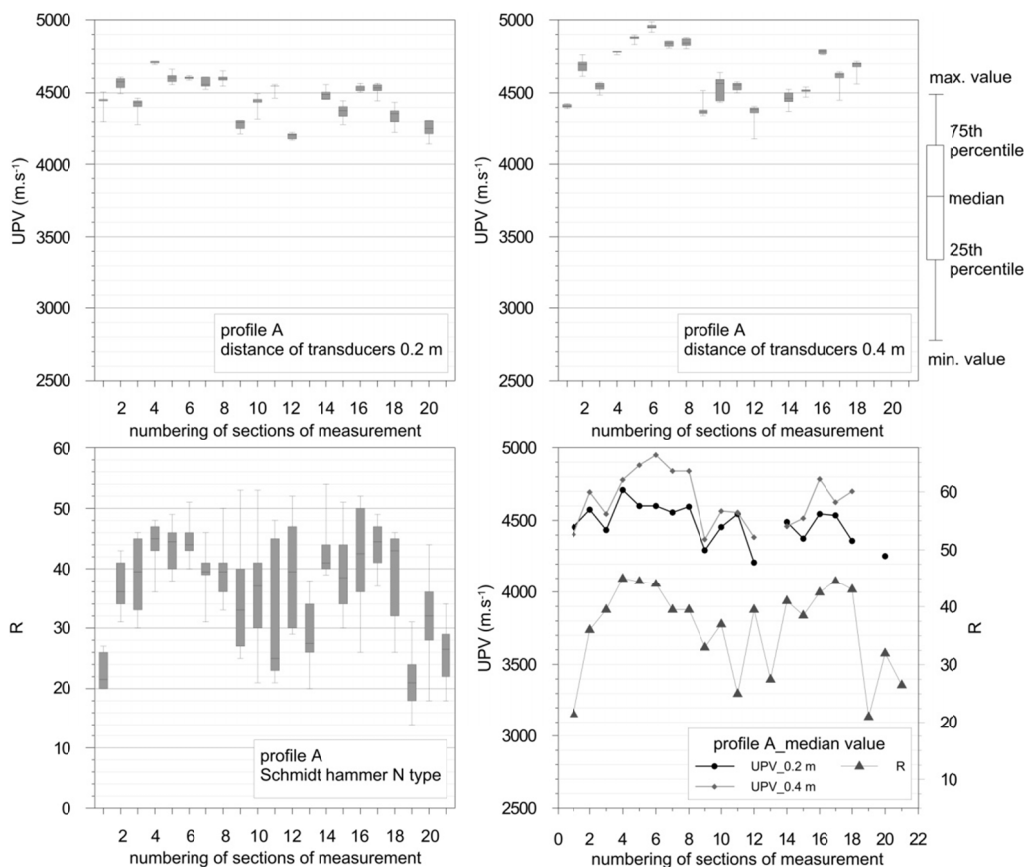 5000
4500
4000
3500
3000
2500
UPV (m.s-1)
profile A
distance of transducers 0.2 m
2 4 6 8 10 12 14 16 18 20
numbering of sections of measurement
5000
4500
4000
3500
3000
2500
UPV (m.s-1)
profile A
distance of transducers 0.4 m
2 4 6 8 10 12 14 16 18 20
numbering of sections of measurement
max. value
75th
percentile
median
25th
percentile
min. value
60
50
40
30
20
10
0
R
profile A
Schmidt hammer N type
2 4 6 8 10 12 14 16 18 20
numbering of sections of measurement
5000
4500
4000
3500
3000
2500
UPV (m.s-1)
60
50
40
30
20
10
R
profile A_median value
UPV_0.2 m
R
UPV_0.4 m
0 2 4 6 8 10 12 14 16 18 20 22
numbering of sections of measurement